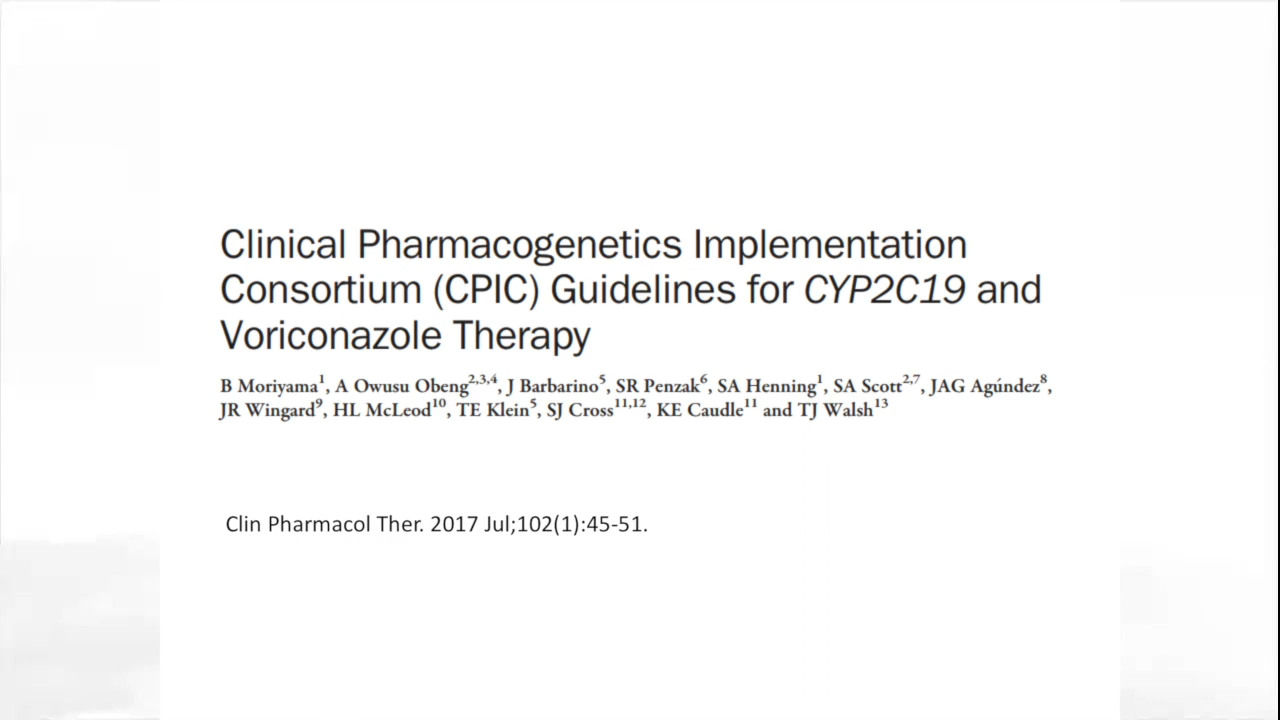 Clinical Pharmacogenetics Implementation
Consortium (CPIC) Guidelines for CYP2C19 and
Voriconazole Therapy
B Moriyama1, A Owusu Obeng2,3,4, J Barbarino5, SR Penzak6, SA Henning1, SA Scott2,7, JAG Agúndez8,
JR Wingard9, HL McLeod10, TE Klein5, SJ Cross11,12, KE Caudle11 and TJ Walsh13
Clin Pharmacol Ther. 2017 Jul;102(1):45-51.